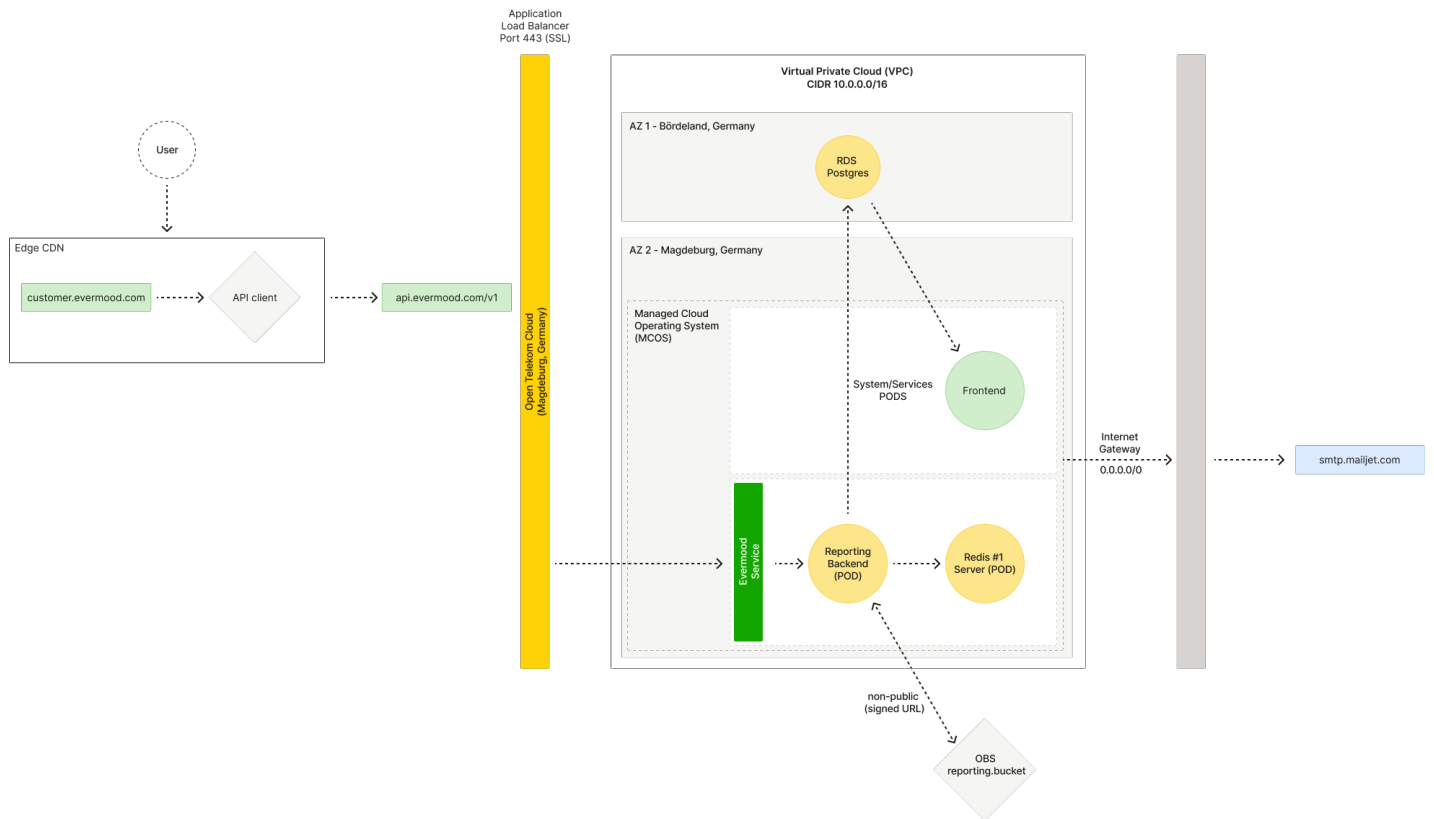 Application
Load Balancer
Port 443 (SSL)
Virtual Private Cloud (VPC)
CIDR 10.0.0.0/16
AZ 1 - Bördeland, Germany
User
RDS
Postgres
Edge CDN
AZ 2 - Magdeburg, Germany
customer.evermood.com
API client
api.evermood.com/v1
Open Telekom Cloud
(Magdeburg, Germany)
Managed Cloud
Operating System
(MCOS)
System/Services
PODS
Frontend
Internet
Gateway
0.0.0.0/0
smtp.mailjet.com
Evermood
Service
Reporting
Backend
(POD)
Redis #1
Server (POD)
non-public
(signed URL)
OBS
reporting.bucket